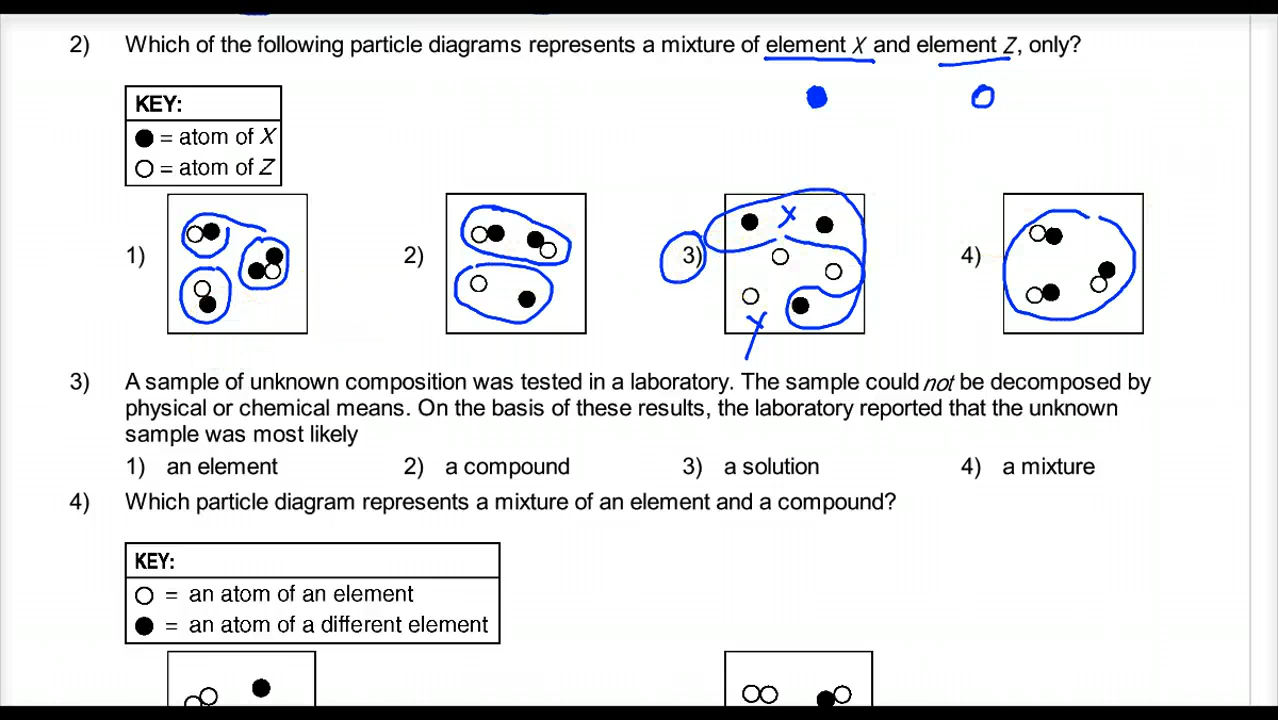 2) Which of the following particle diagrams represents a mixture of element X and element Z, only?
KEY:
= atom of X
= atom of Z
1) 2) 3) 4)
X
Y
3) A sample of unknown composition was tested in a laboratory. The sample could not be decomposed by
physical or chemical means. On the basis of these results, the laboratory reported that the unknown
sample was most likely
1) an element 2) a compound 3) a solution 4) a mixture
4) Which particle diagram represents a mixture of an element and a compound?
KEY:
= an atom of an element
= an atom of a different element